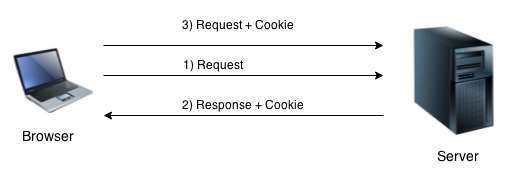 3) Request + Cookie
1) Request
2) Response + Cookie
Browser
Server